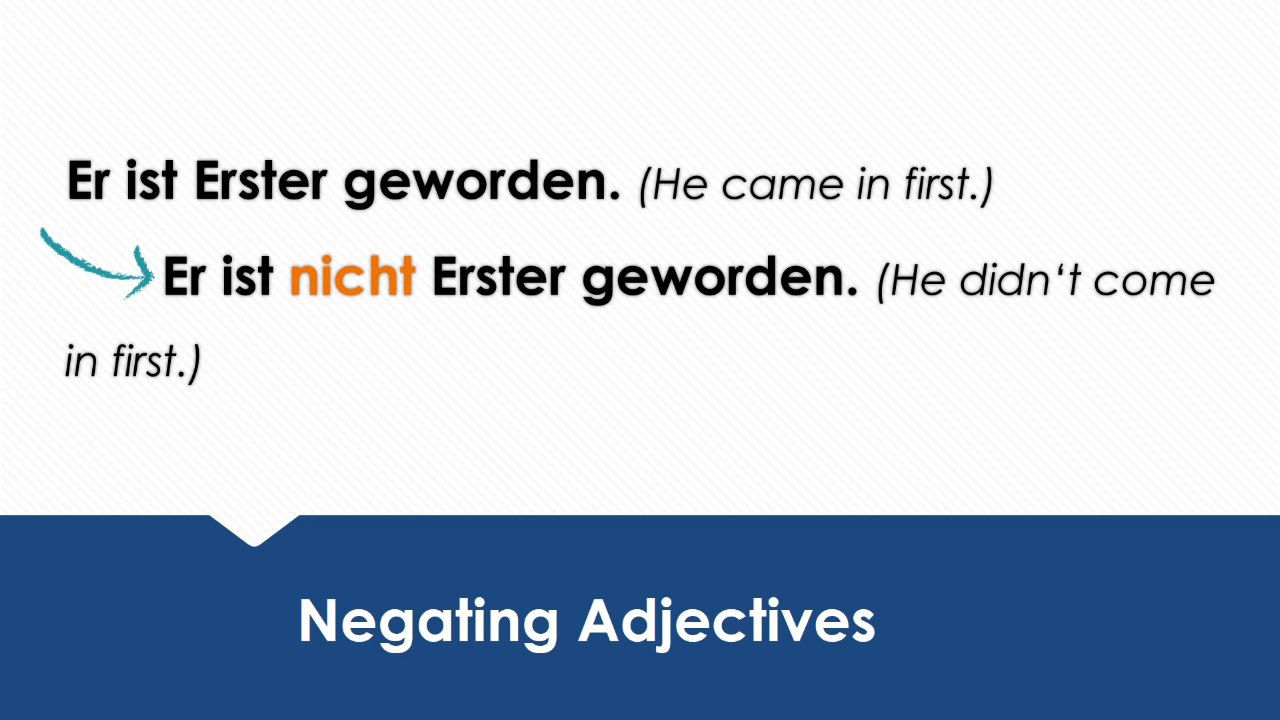 Er ist Erster geworden. (He came in first.)
Er ist nicht Erster geworden. (He didn‘t come
in first.)
Negating Adjectives